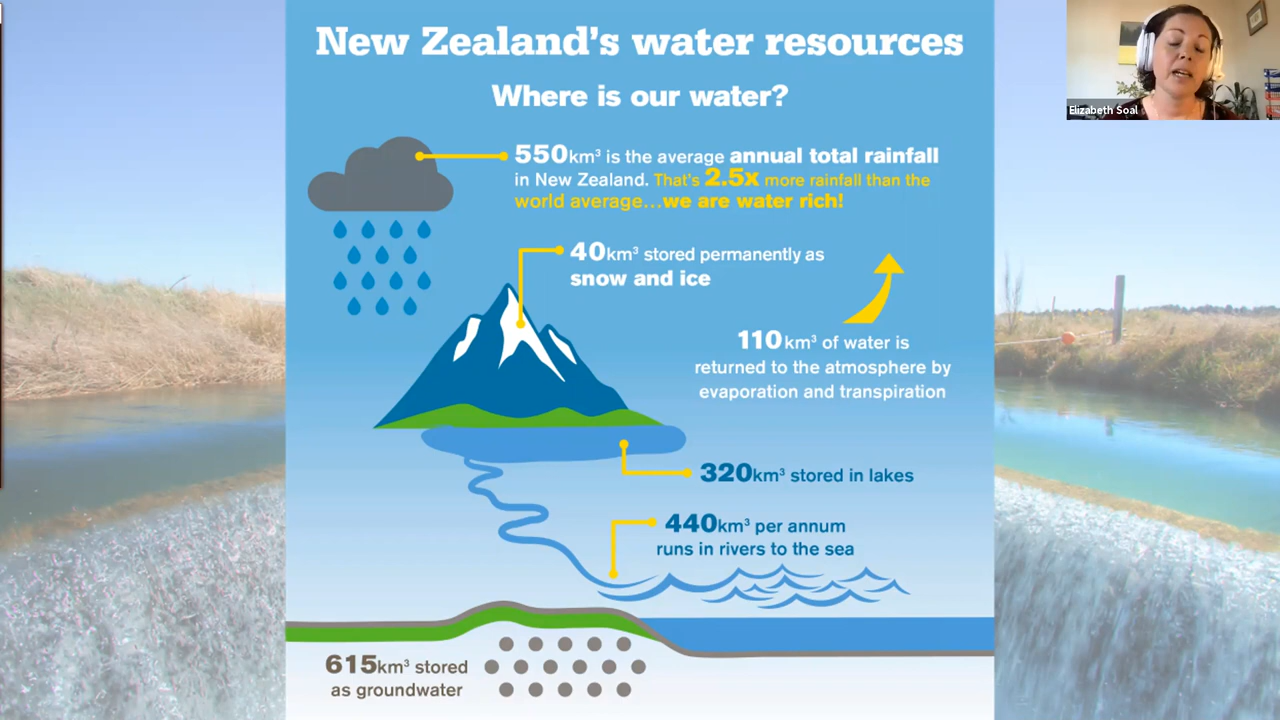 New Zealand's water resources
Where is our water?
550km³ is the average annual total rainfall
in New Zealand. That's 2.5x more rainfall than the
world average...we are water rich!
40km³ stored permanently as
snow and ice
110km³ of water is
returned to the atmosphere by
evaporation and transpiration
320km³ stored in lakes
440km³ per annum
runs in rivers to the sea
615km³ stored
as groundwater
Elizabeth Soal